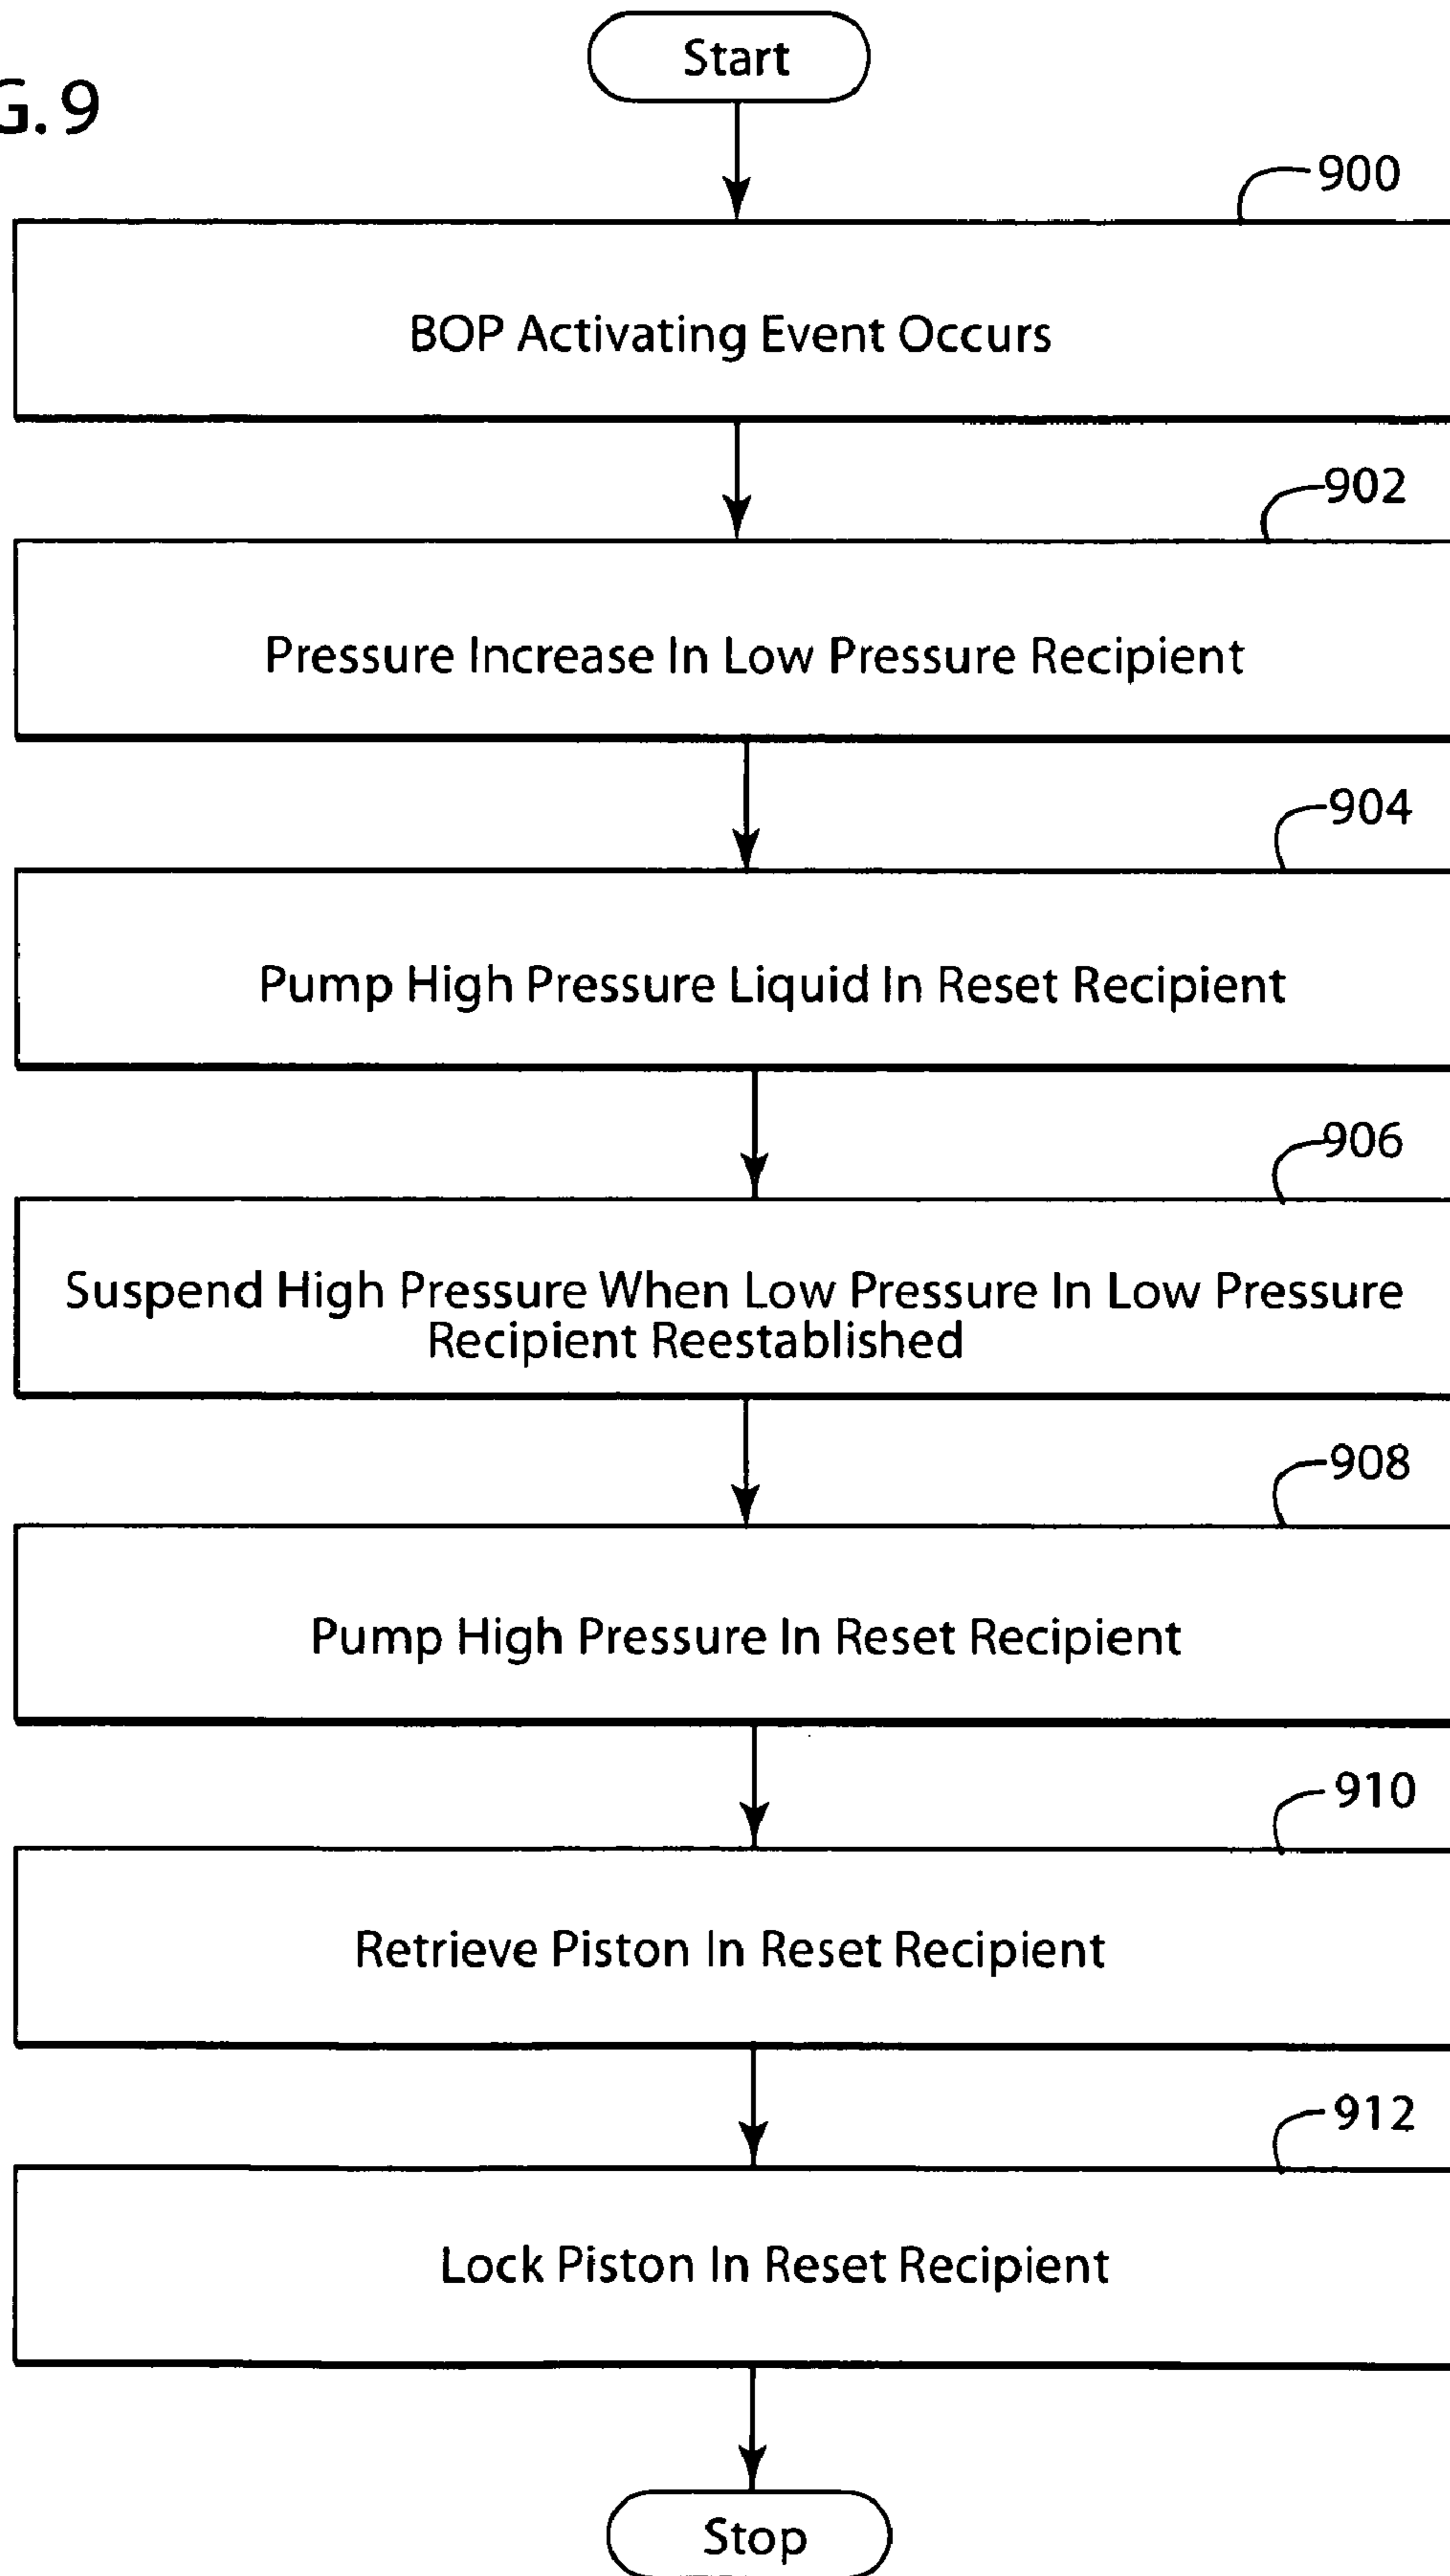 Start
G. 9
900
BOP Activating Event Occurs
902
Pressure Increase In Low Pressure Recipient
904
Pump High Pressure Liquid In Reset Recipient
906
Suspend High Pressure When Low Pressure In Low Pressure
Recipient Reestablished
908
Pump High Pressure In Reset Recipient
910
Retrieve Piston In Reset Recipient
912
Lock Piston In Reset Recipient
Stop